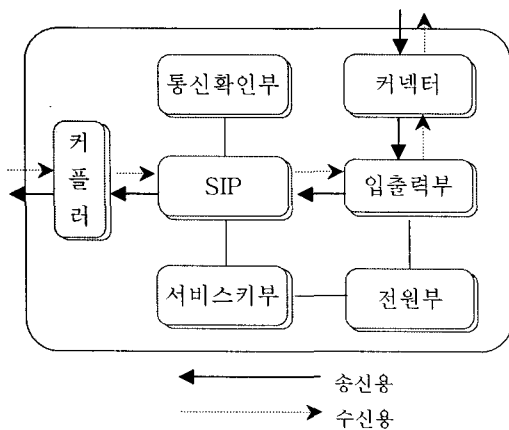 통신확인부
커넥터
커플러
SIP
입출력부
서비스키부
전원부
송신용
수신용